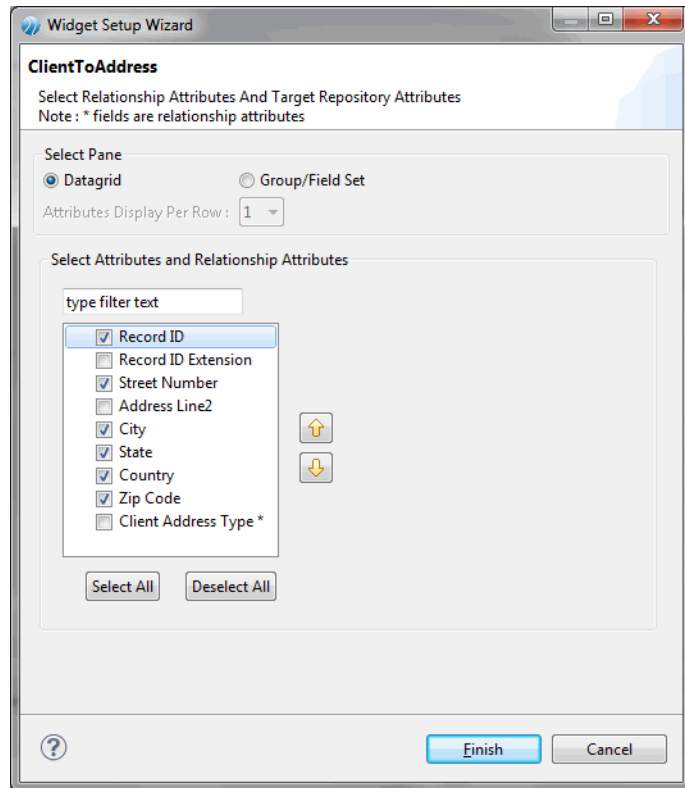 Widget Setup Wizard
ClientToAddress
Select Relationship Attributes And Target Repository Attributes
Note : * fields are relationship attributes
Select Pane
Datagrid Group/Field Set
Attributes Display Per Row : 1
Select Attributes and Relationship Attributes
type filter text
Record ID
Record ID Extension
Street Number
Address Line2
City
State
Country
Zip Code
Client Address Type *
Select All Deselect All
? Finish Cancel